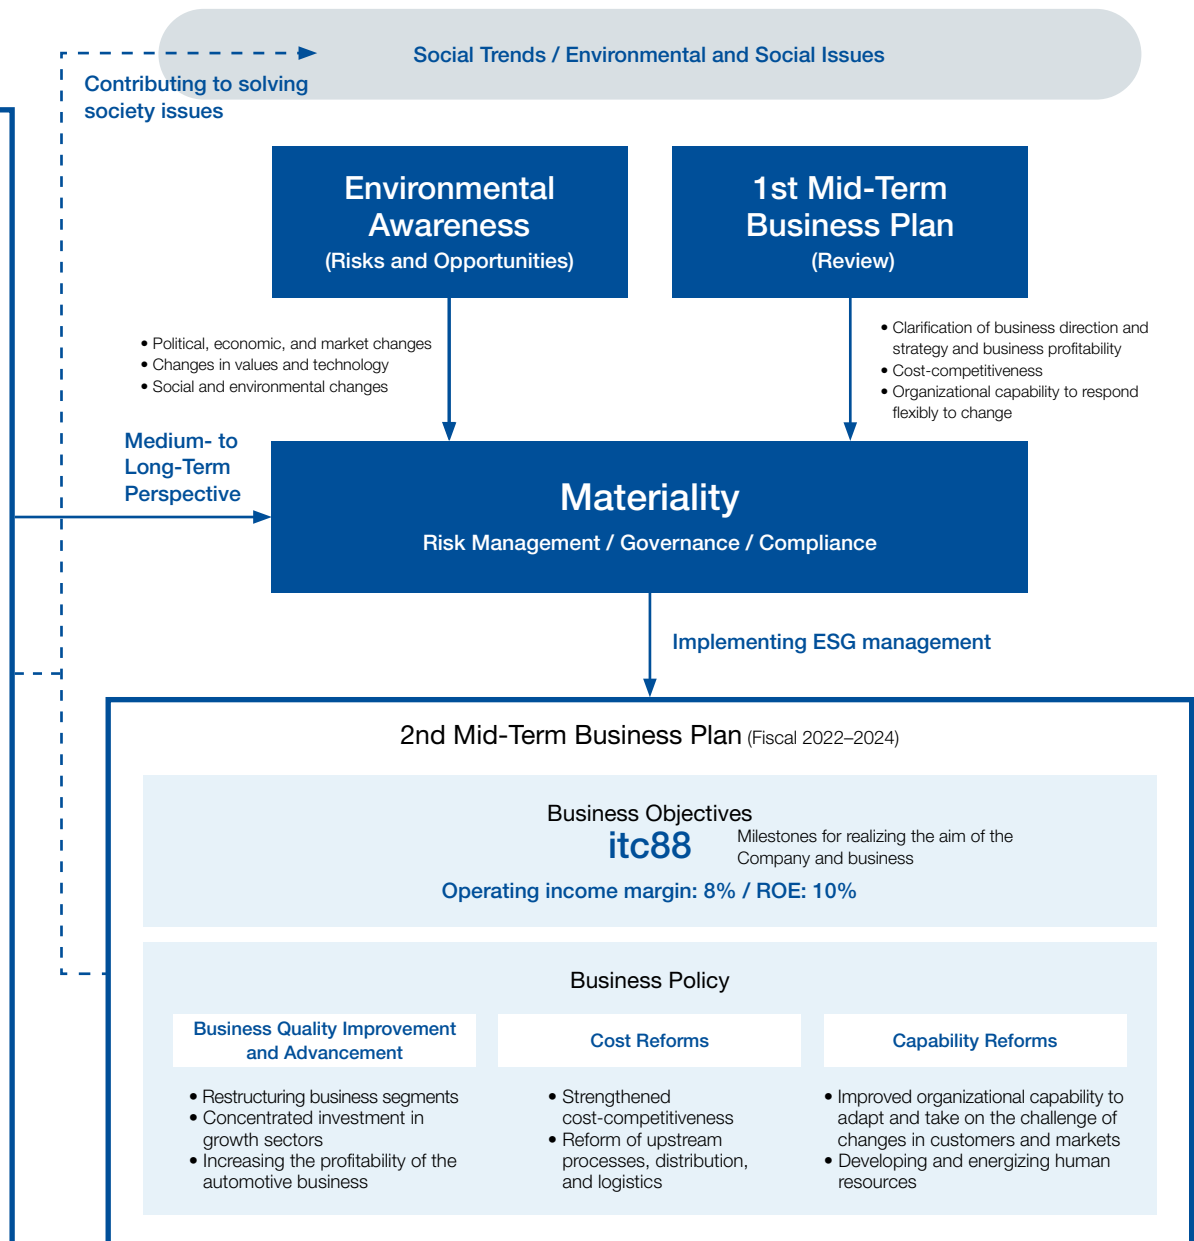 Social Trends / Environmental and Social Issues
Contributing to solving
society issues
Environmental
Awareness
(Risks and Opportunities)
1st Mid-Term
Business Plan
(Review)
• Political, economic, and market changes
• Changes in values and technology
• Social and environmental changes
• Clarification of business direction and
strategy and business profitability
• Cost-competitiveness
• Organizational capability to respond
flexibly to change
Medium- to
Long-Term
Perspective
Materiality
Risk Management / Governance / Compliance
Implementing ESG management
2nd Mid-Term Business Plan (Fiscal 2022–2024)
Business Objectives
itc88
Milestones for realizing the aim of the
Company and business
Operating income margin: 8% / ROE: 10%
Business Policy
Business Quality Improvement
and Advancement
• Restructuring business segments
• Concentrated investment in
growth sectors
• Increasing the profitability of the
automotive business
Cost Reforms
• Strengthened
cost-competitiveness
• Reform of upstream
processes, distribution,
and logistics
Capability Reforms
• Improved organizational capability to
adapt and take on the challenge of
changes in customers and markets
• Developing and energizing human
resources